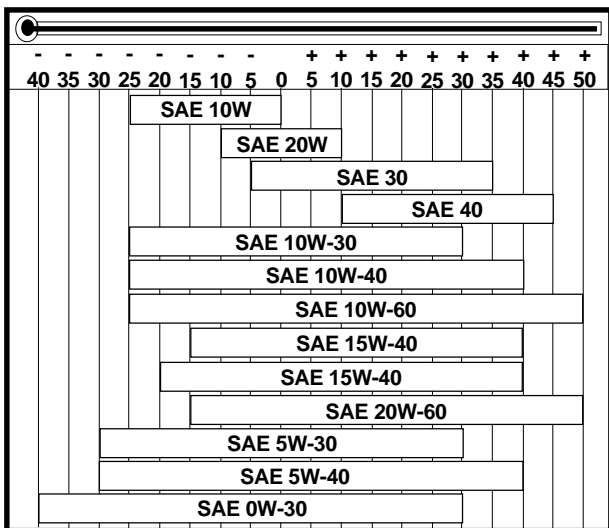 - - - - - - - - + + + + + + + + + +
40 35 30 25 20 15 10 5 0 5 10 15 20 25 30 35 40 45 50
SAE 10W
SAE 20W
SAE 30
SAE 40
SAE 10W-30
SAE 10W-40
SAE 10W-60
SAE 15W-40
SAE 15W-40
SAE 20W-60
SAE 5W-30
SAE 5W-40
SAE 0W-30